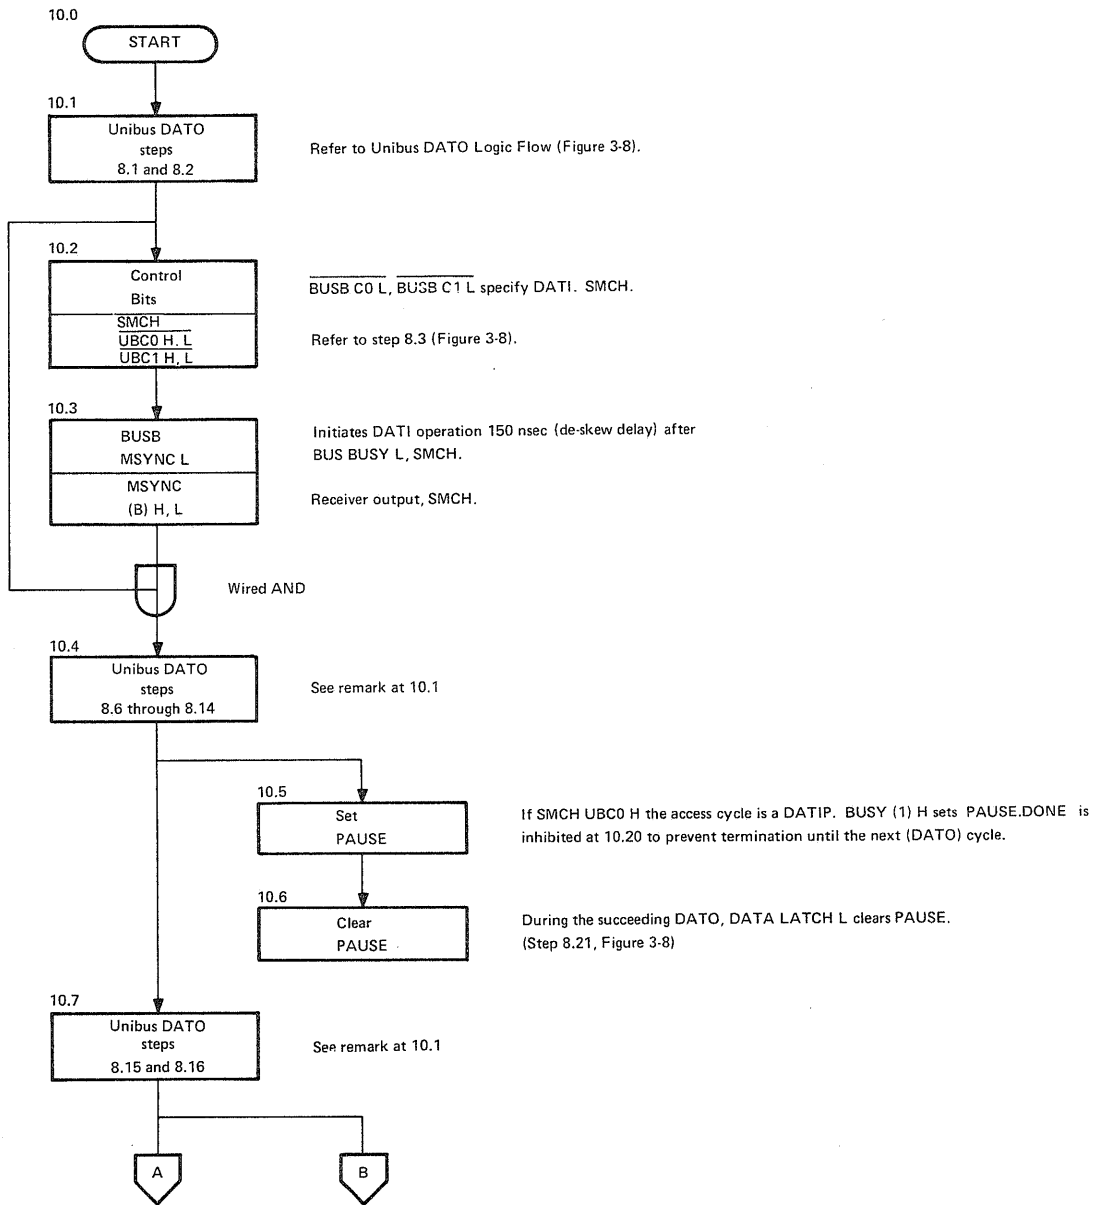 10.0
START
10.1
Unibus DATO
steps
8.1 and 8.2
Refer to Unibus DATO Logic Flow (Figure 3-8).
10.2
Control
Bits
BUSB C0 L, BUSB C1 L specify DATI. SMCH.
SMCH
UBC0 H. L
UBC1 H, L
Refer to step 8.3 (Figure 3-8).
10.3
BUSB
MSYNC L
Initiates DATI operation 150 nsec (de-skew delay) after
BUS BUSY L, SMCH.
MSYNC
(B) H, L
Receiver output, SMCH.
Wired AND
10.4
Unibus DATO
steps
8.6 through 8.14
See remark at 10.1
10.5
Set
PAUSE
If SMCH UBC0 H the access cycle is a DATIP. BUSY (1) H sets PAUSE.DONE is
inhibited at 10.20 to prevent termination until the next (DATO) cycle.
10.6
Clear
PAUSE
During the succeeding DATO, DATA LATCH L clears PAUSE.
(Step 8.21, Figure 3-8)
10.7
Unibus DATO
steps
8.15 and 8.16
See remark at 10.1
A
B